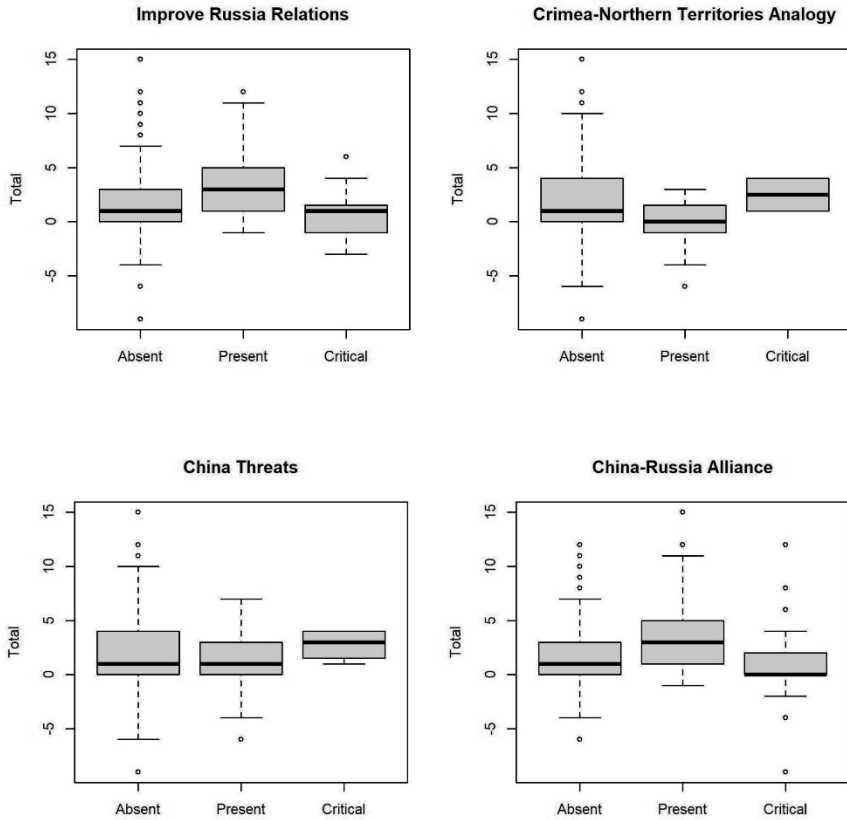 Improve Russia Relations
Total
15
10
5
0
-5
Absent Present Critical
Crimea-Northern Territories Analogy
Total
15
10
5
0
-5
Absent Present Critical
China Threats
Total
15
10
5
0
-5
Absent Present Critical
China-Russia Alliance
Total
15
10
5
0
-5
Absent Present Critical